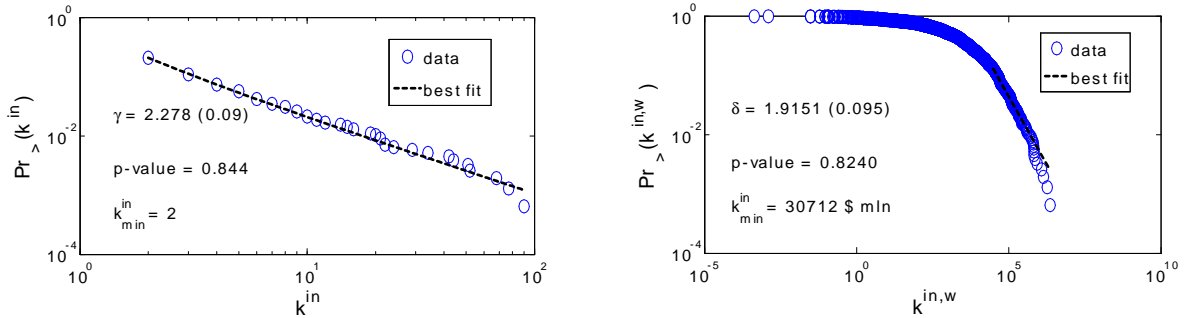 10^0
10^-2
10^-4
10^0
10^1
10^2
Pr_>(k^in)
k^in
data
best fit
γ = 2.278 (0.09)
p-value = 0.844
k^in_min = 2
10^0
10^-2
10^-4
10^-5
10^0
10^5
10^10
Pr_>(k^in,w)
k^in,w
data
best fit
δ = 1.9151 (0.095)
p-value = 0.8240
k^in_min = 30712 $ mln